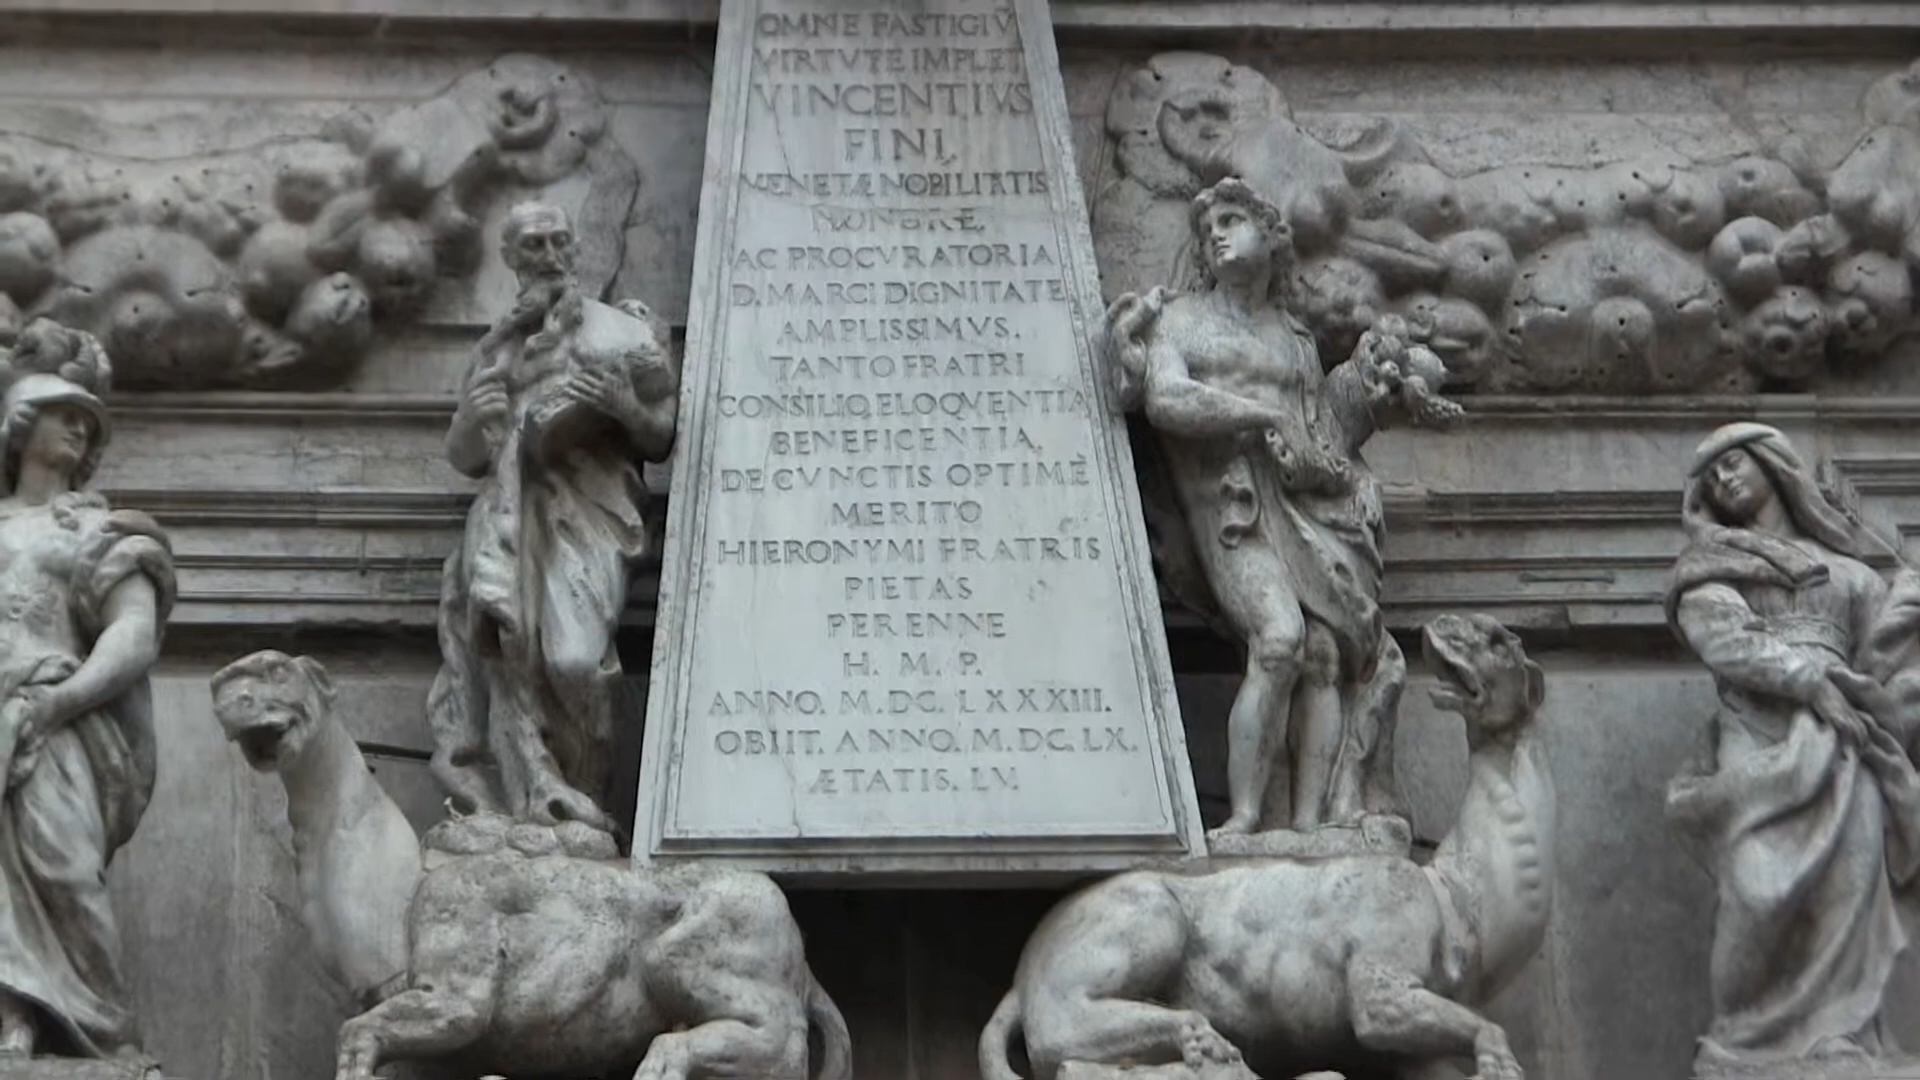 OMNE FASTIGIV̄
VIRTVTE IMPLET
VINCENTIVS
FINI,
VENETÆ NOBILITATIS
HONORE,
AC PROCVRATORIA
D. MARCI DIGNITATE
AMPLISSIMVS.
TANTO FRATRI
CONSILIO, ELOQVENTIA
BENEFICENTIA,
DE CVNCTIS OPTIMÈ
MERITO
HIERONYMI FRATRIS
PIETAS
PERENNE
H. M. P.
ANNO. M. DC. LXXXIII.
OBIIT. ANNO. M. DC. LX.
ÆTATIS. LV.